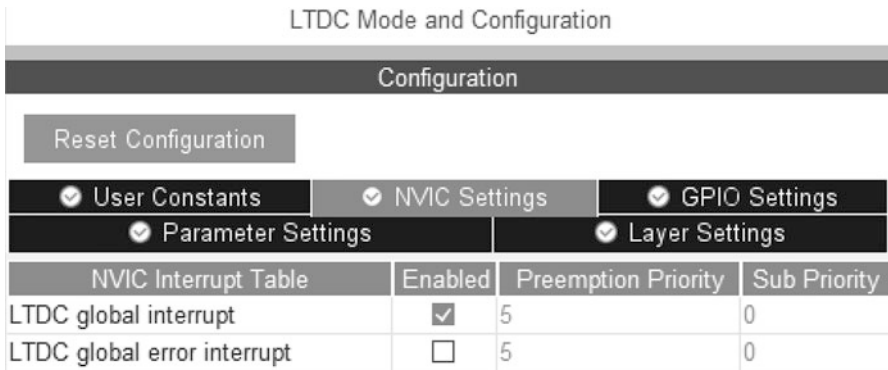 LTDC Mode and Configuration
Configuration
Reset Configuration
User Constants NVIC Settings GPIO Settings
Parameter Settings Layer Settings
NVIC Interrupt Table Enabled Preemption Priority Sub Priority
LTDC global interrupt 5 0
LTDC global error interrupt 5 0